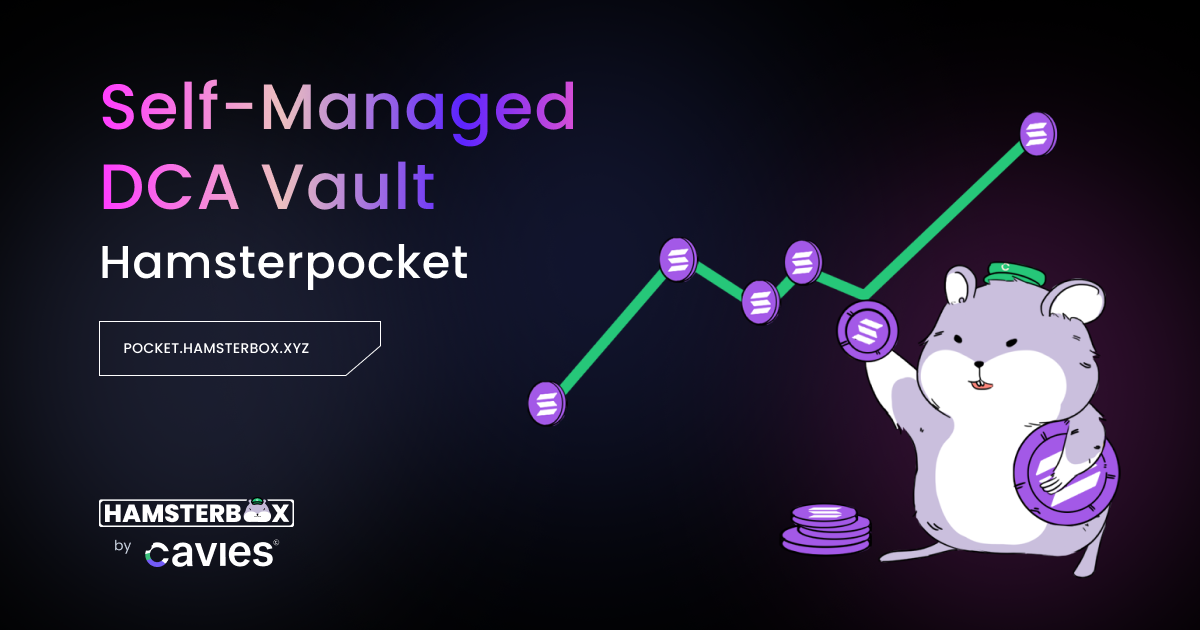 Self-Managed
DCA Vault
Hamsterpocket
POCKET.HAMSTERBOX.XYZ
HAMSTERBOX
by cavies©